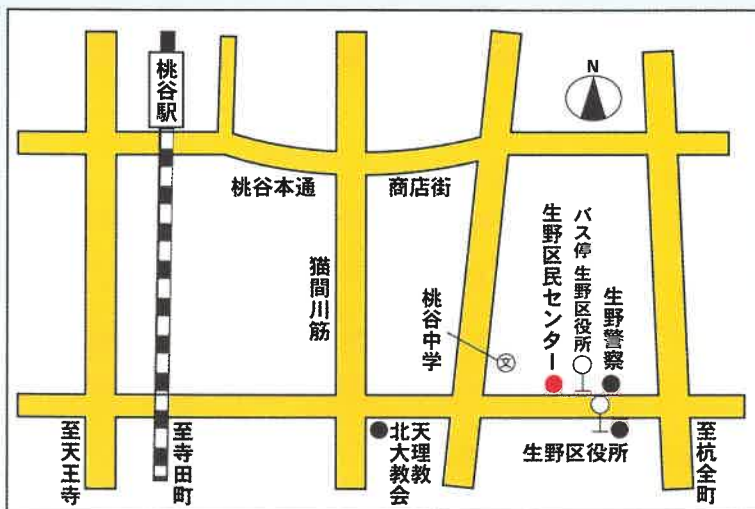 桃谷駅
N
桃谷本通
商店街
猫間川筋
桃谷中学
文
生野区民センター
バス停 生野区役所
生野警察
至天王寺
至寺田町
天理教
北大教会
生野区役所
至杭全町